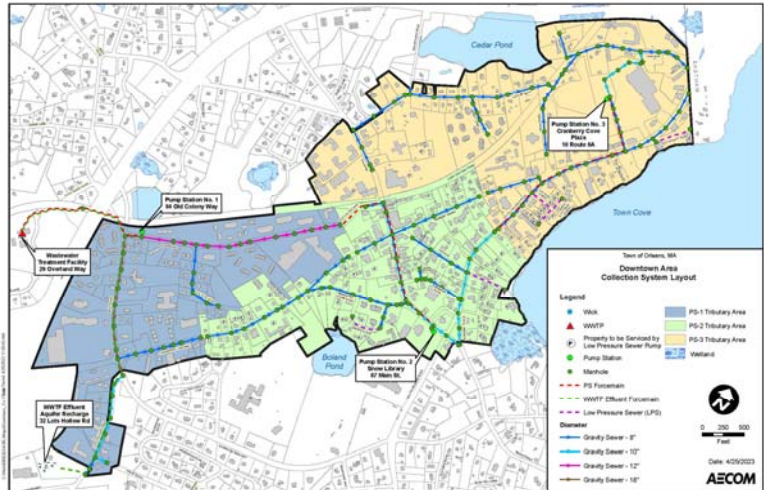 Cedar Pond
Pump Station No. 3
Cranberry Cove
Plaza
10 Route 6A
Pump Station No. 1
84 Old Colony Way
Town Cove
Wastewater
Treatment Facility
29 Overland Way
Boland
Pond
Pump Station No. 2
Snow Library
67 Main St.
WWTF Effluent
Aquifer Recharge
32 Lots Hollow Rd
Town of Orleans, MA
Downtown Area
Collection System Layout
Legend
Wick
WWTP
Property to be Serviced by
Low Pressure Sewer Pump
Pump Station
Manhole
PS Forcemain
WWTF Effluent Forcemain
Low Pressure Sewer (LPS)
Diameter
Gravity Sewer - 8"
Gravity Sewer - 10"
Gravity Sewer - 12"
Gravity Sewer - 18"
PS-1 Tributary Area
PS-2 Tributary Area
PS-3 Tributary Area
Wetland
0 250 500
Feet
Date: 4/25/2023
AECOM